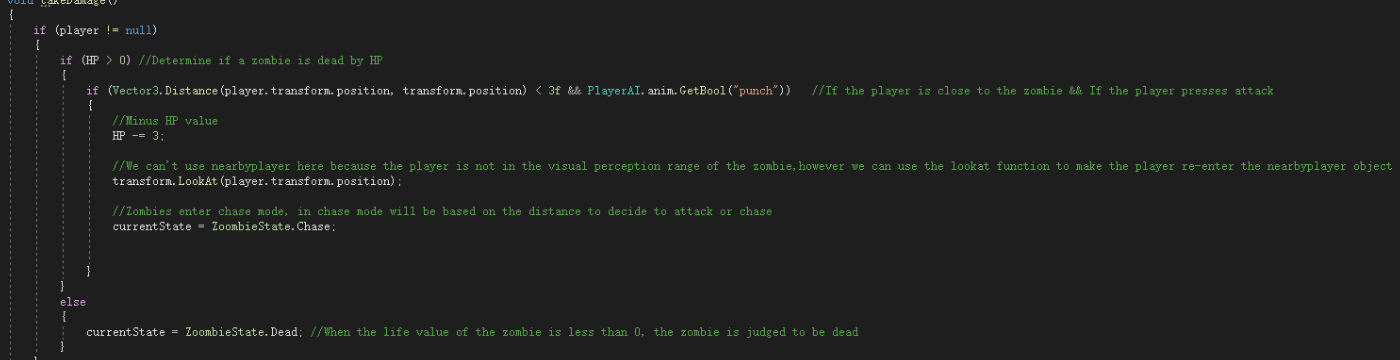 void takeDamage()
{
if (player != null)
{
if (HP > 0) //Determine if a zombie is dead by HP
{
if (Vector3.Distance(player.transform.position, transform.position) < 3f && PlayerAI.anim.GetBool("punch")) //If the player is close to the zombie && If the player presses attack
{
//Minus HP value
HP -= 3;
//We can't use nearbyplayer here because the player is not in the visual perception range of the zombie,however we can use the lookat function to make the player re-enter the nearbyplayer object
transform.LookAt(player.transform.position);
//Zombies enter chase mode, in chase mode will be based on the distance to decide to attack or chase
currentState = ZoombieState.Chase;
}
}
else
{
currentState = ZoombieState.Dead; //When the life value of the zombie is less than 0, the zombie is judged to be dead
}
}